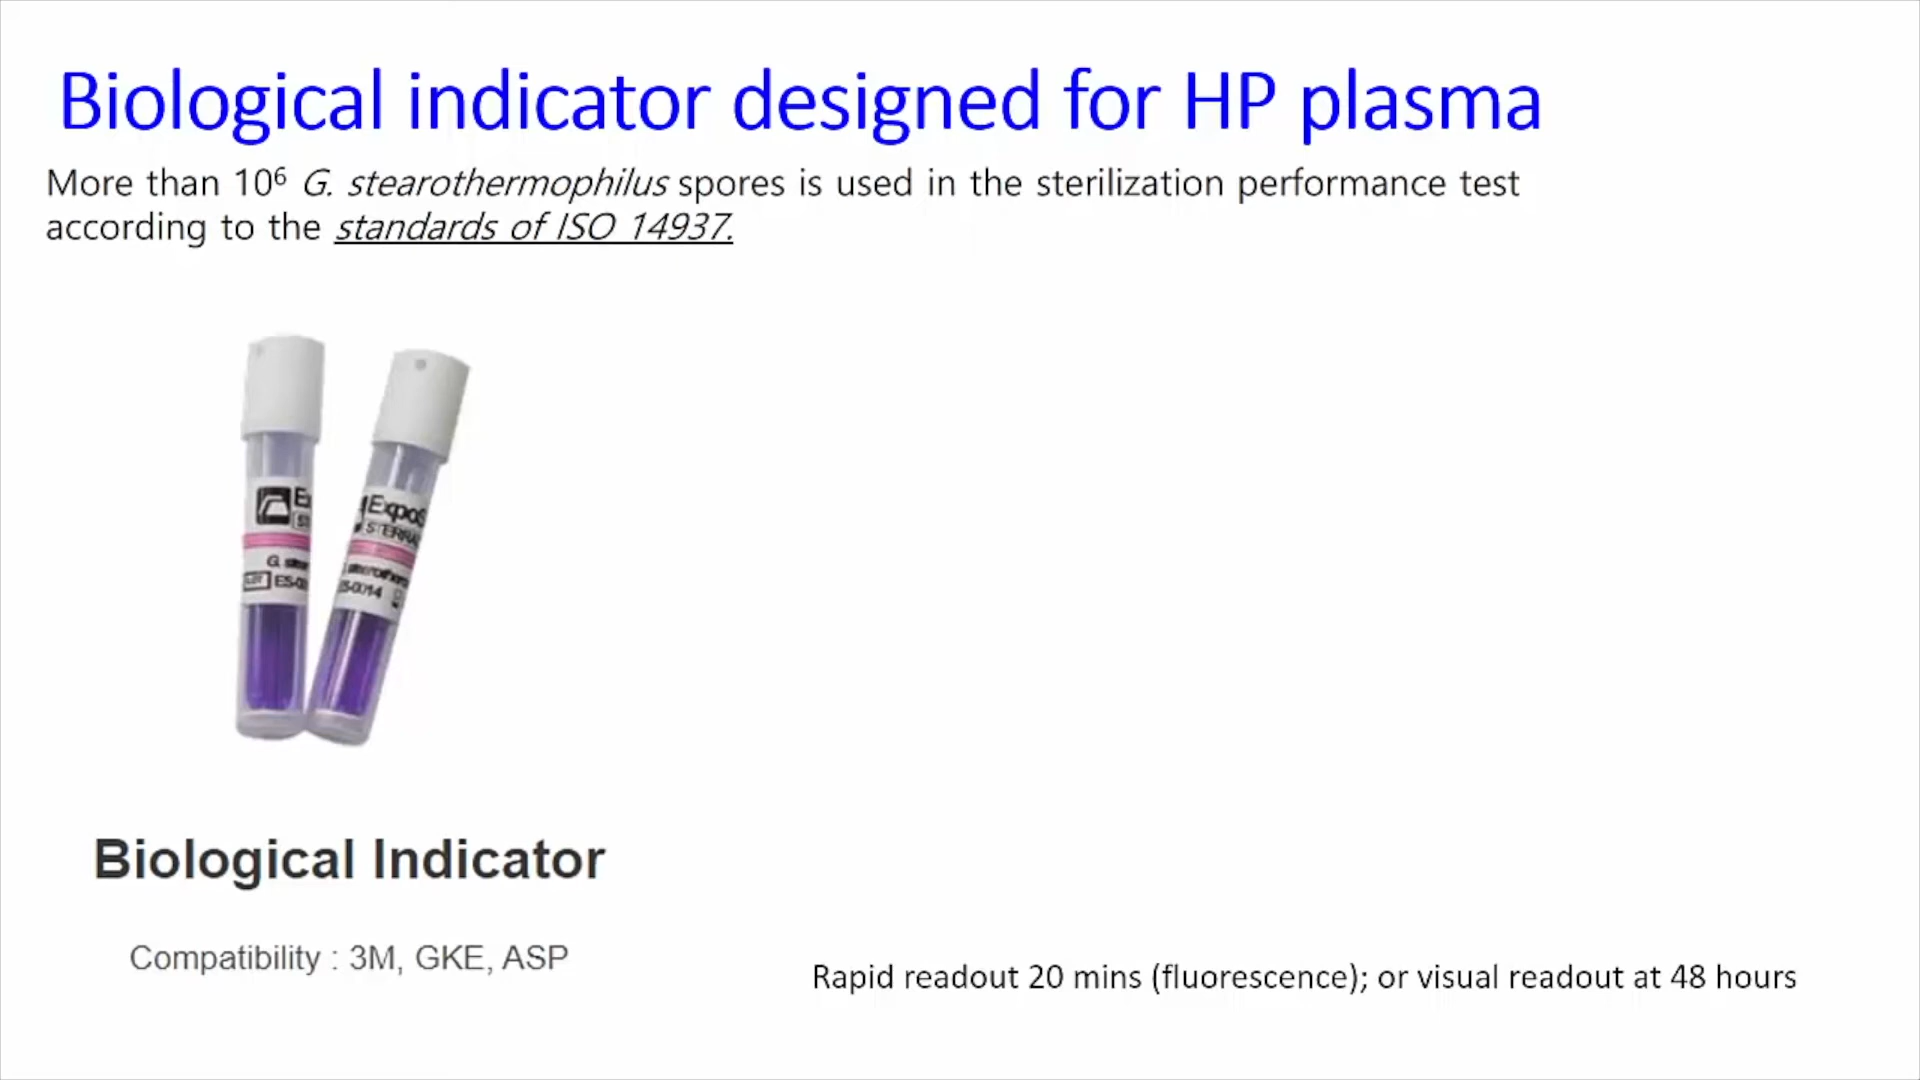 Biological indicator designed for HP plasma
More than 10⁶ G. stearothermophilus spores is used in the sterilization performance test
according to the standards of ISO 14937.
G.
Biological Indicator
Compatibility : 3M, GKE, ASP
Rapid readout 20 mins (fluorescence); or visual readout at 48 hours